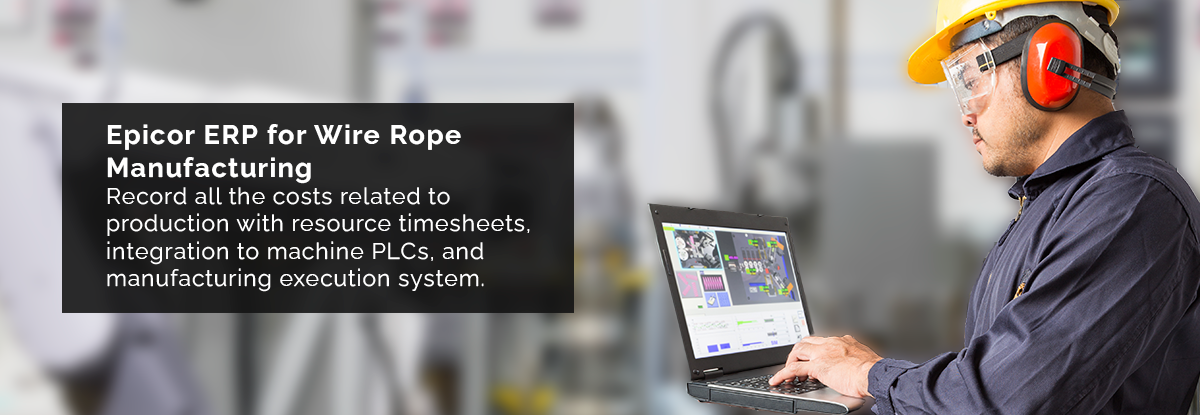 Epicor ERP for Wire Rope
Manufacturing
Record all the costs related to
production with resource timesheets,
integration to machine PLCs, and
manufacturing execution system.